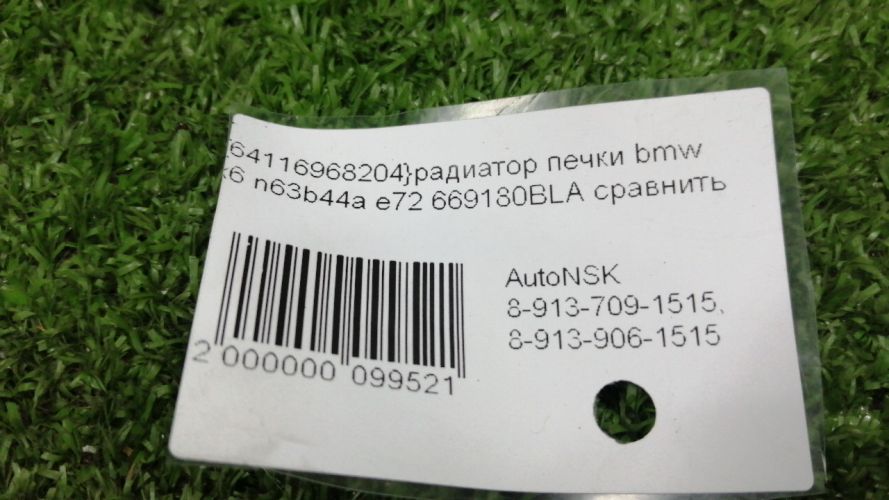 {64116968204}радиатор печки bmw
x6 n63b44a e72 669180BLA сравнить
AutoNSK
8-913-709-1515,
8-913-906-1515
2 000000 099521